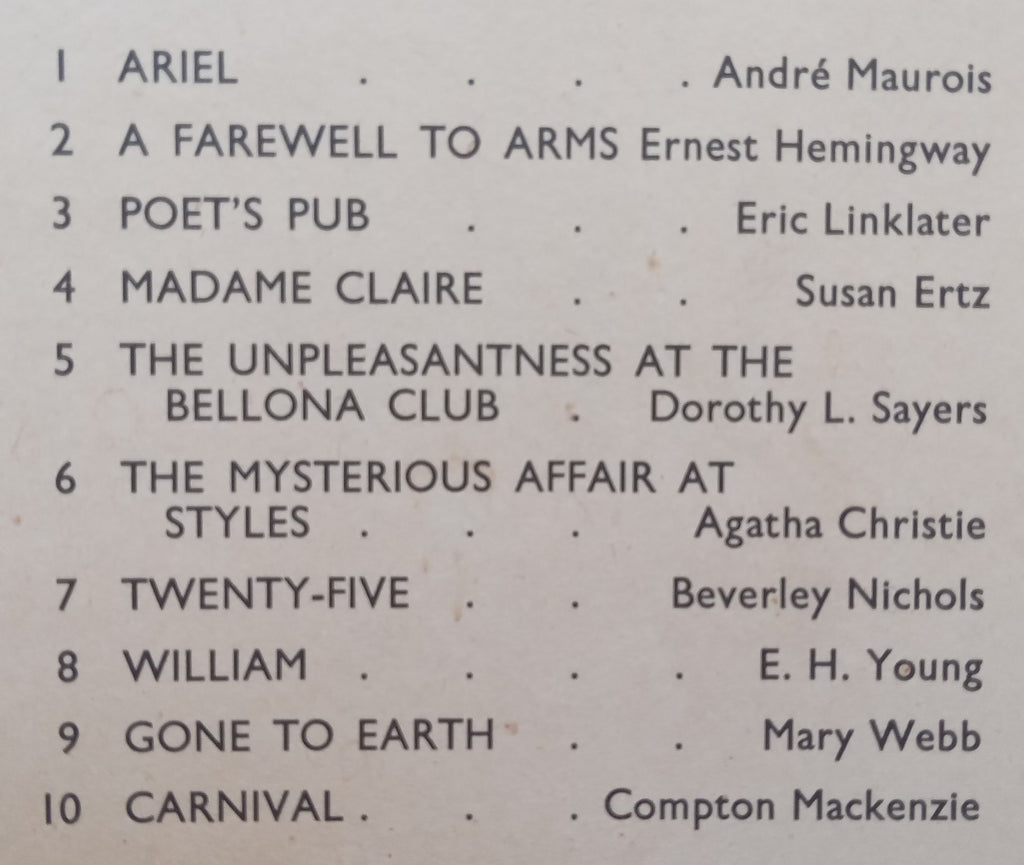 1 ARIEL . . . . André Maurois
2 A FAREWELL TO ARMS Ernest Hemingway
3 POET'S PUB . . . Eric Linklater
4 MADAME CLAIRE . . Susan Ertz
5 THE UNPLEASANTNESS AT THE
BELLONA CLUB . Dorothy L. Sayers
6 THE MYSTERIOUS AFFAIR AT
STYLES . . . Agatha Christie
7 TWENTY-FIVE . . Beverley Nichols
8 WILLIAM . . . . E. H. Young
9 GONE TO EARTH . . Mary Webb
10 CARNIVAL . . . Compton Mackenzie